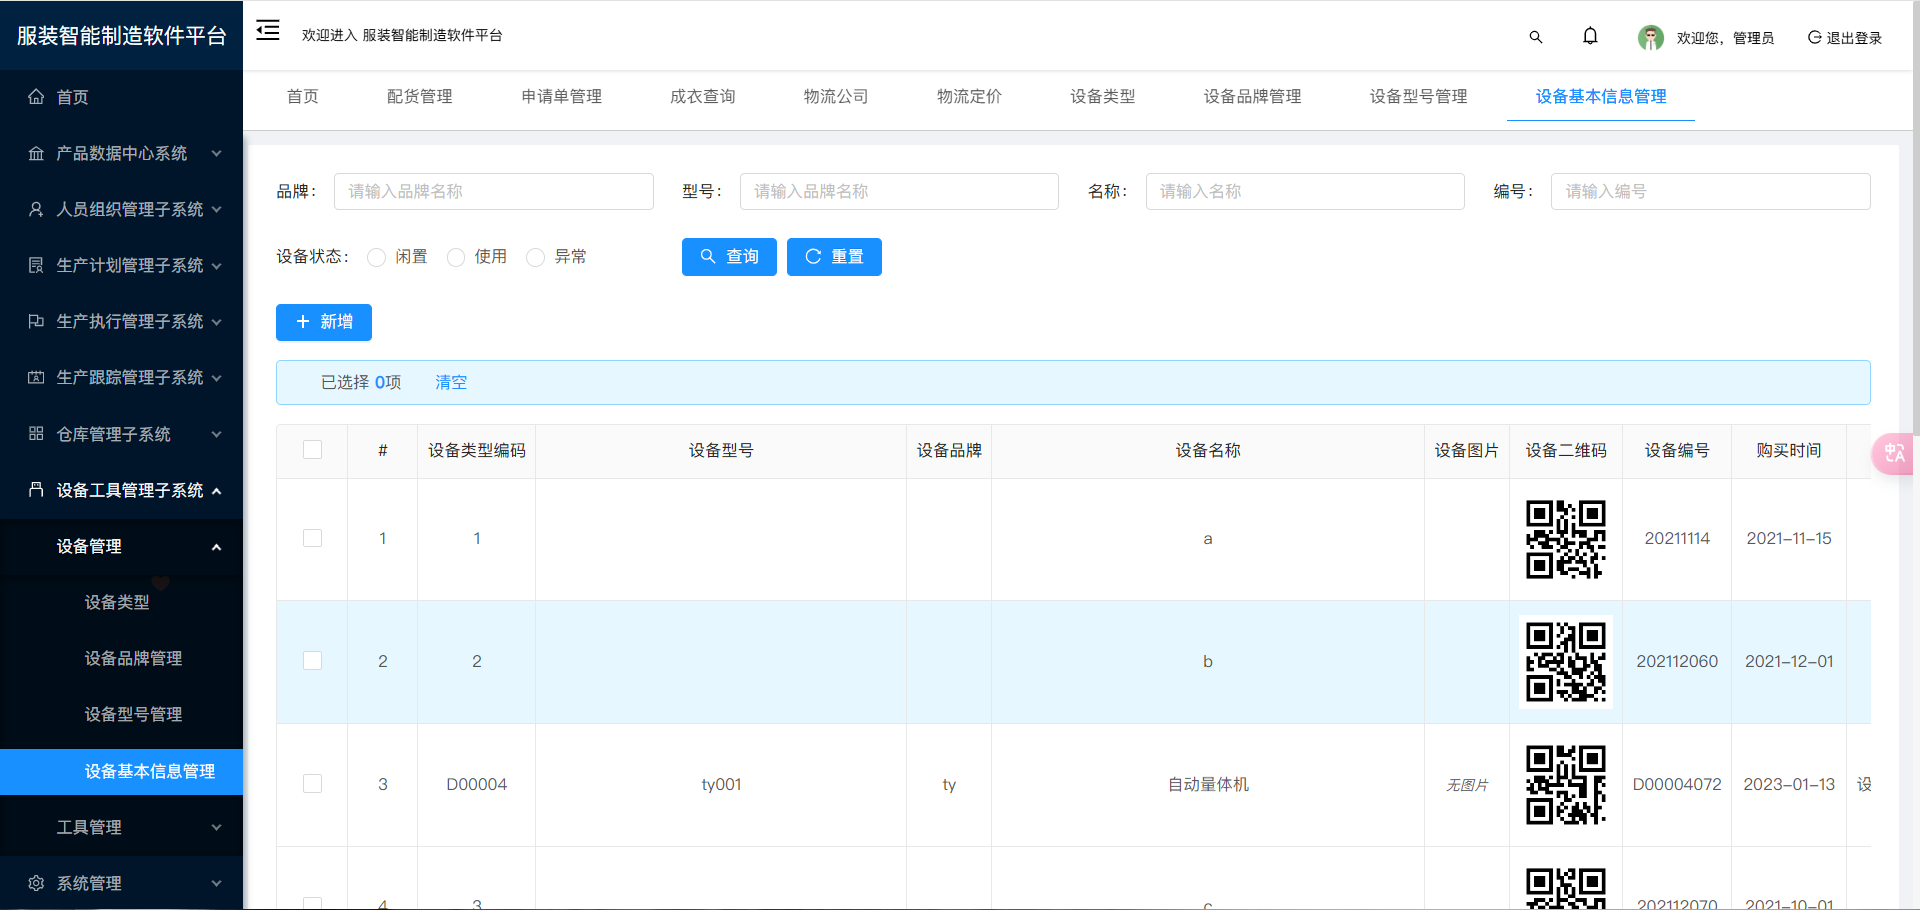 服装智能制造软件平台
欢迎进入 服装智能制造软件平台
欢迎您，管理员
退出登录
首页
产品数据中心系统
人员组织管理子系统
生产计划管理子系统
生产执行管理子系统
生产跟踪管理子系统
仓库管理子系统
设备工具管理子系统
设备管理
设备类型
设备品牌管理
设备型号管理
设备基本信息管理
工具管理
系统管理
首页 配货管理 申请单管理 成衣查询 物流公司 物流定价 设备类型 设备品牌管理 设备型号管理 设备基本信息管理
品牌： 请输入品牌名称 型号： 请输入品牌名称 名称： 请输入名称 编号： 请输入编号
设备状态： 闲置 使用 异常 查询 重置
新增
已选择 0项 清空
# 设备类型编码 设备型号 设备品牌 设备名称 设备图片 设备二维码 设备编号 购买时间
1 1 a 20211114 2021-11-15
2 2 b 202112060 2021-12-01
3 D00004 ty001 ty 自动量体机 无图片 D00004072 2023-01-13 设
4 3 c 202112070 2021-10-01